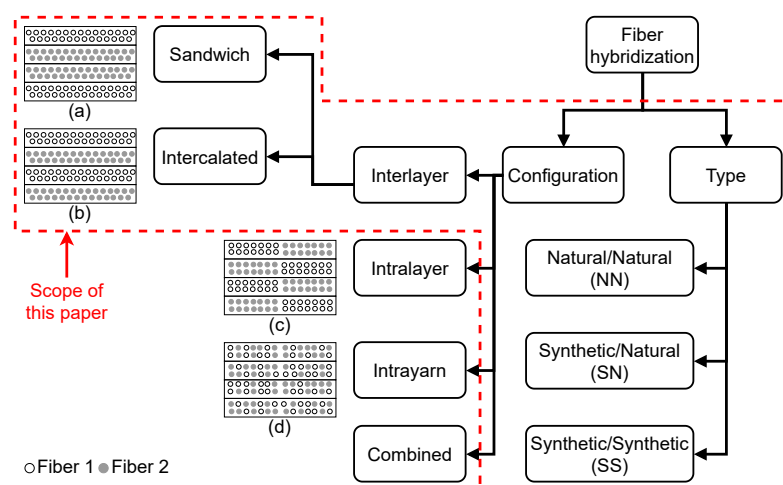 Fiber
hybridization
Sandwich
(a)
Intercalated
(b)
Interlayer
Configuration
Type
Scope of
this paper
Intralayer
(c)
Natural/Natural
(NN)
Intrayarn
(d)
Synthetic/Natural
(SN)
Combined
Synthetic/Synthetic
(SS)
Fiber 1 Fiber 2